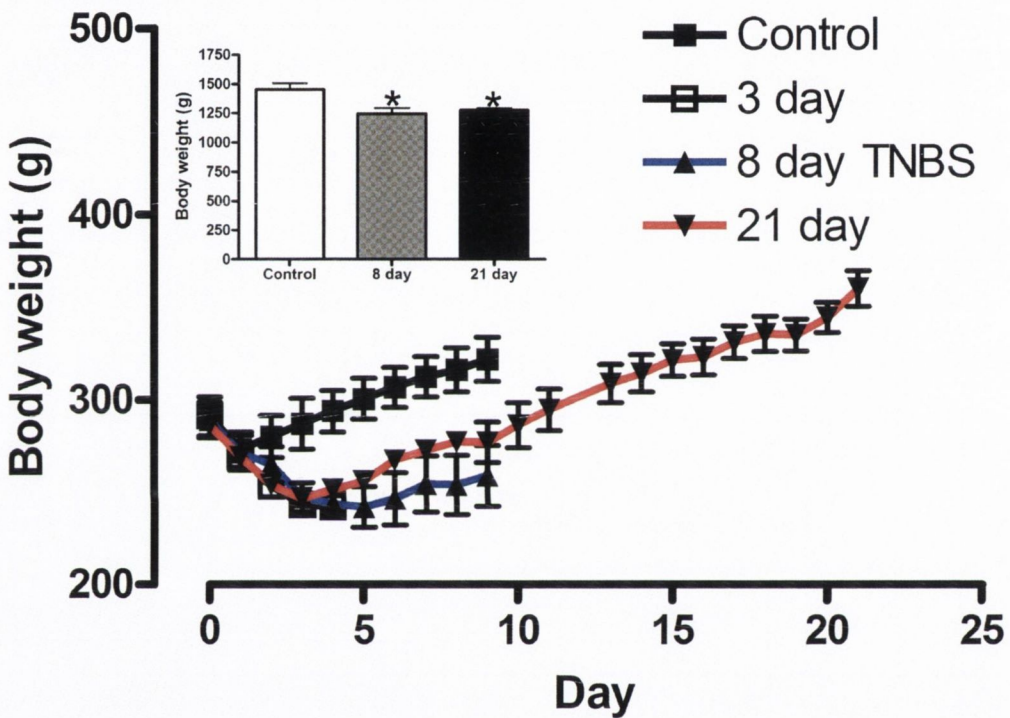 500
400
300
200
Body weight (g)
0 5 10 15 20 25
Day
Control
3 day
8 day TNBS
21 day
1750
1500
1250
1000
750
500
250
0
Body weight (g)
* *
Control 8 day 21 day